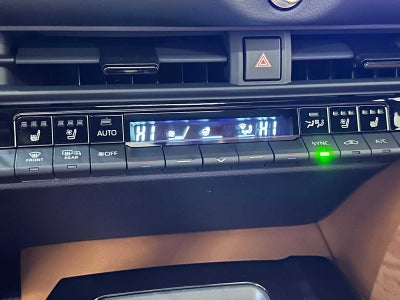 AUTO
HI
HI
FRONT
REAR
OFF
SYNC
A/C